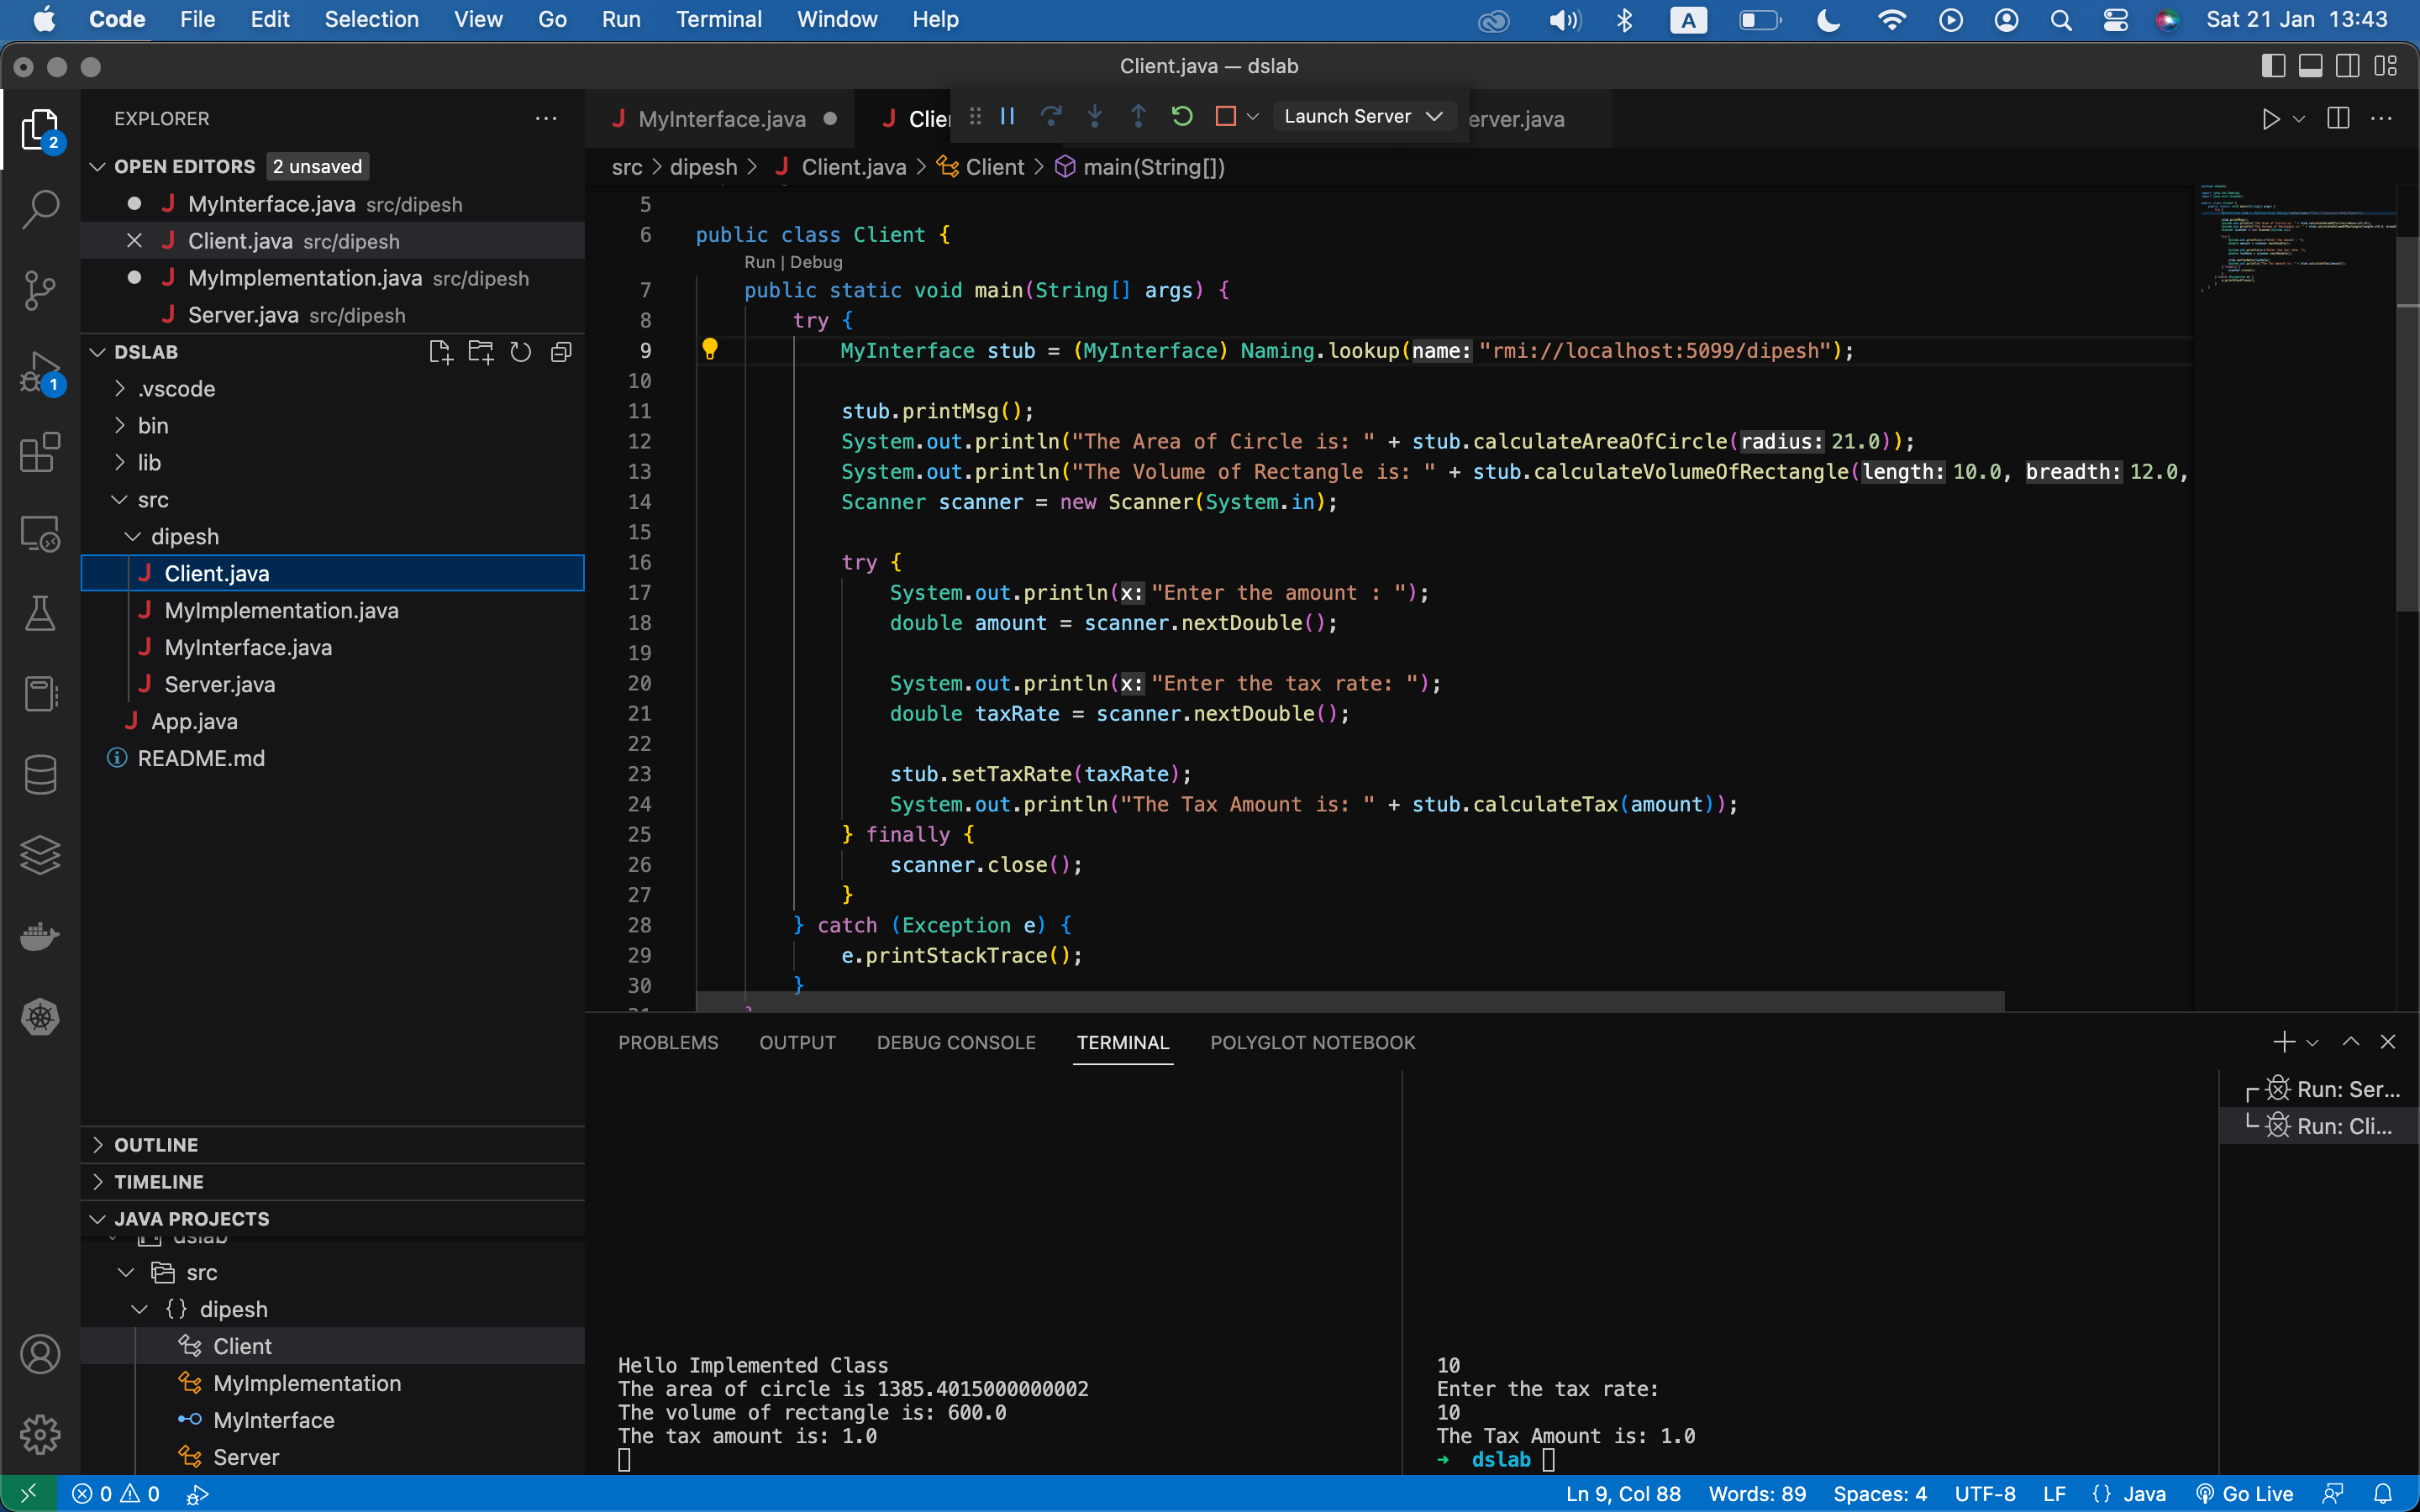 Code File Edit Selection View Go Run Terminal Window Help A Sat 21 Jan 13:43
Client.java — dslab
EXPLORER
OPEN EDITORS 2 unsaved
MyInterface.java src/dipesh
Client.java src/dipesh
MyImplementation.java src/dipesh
Server.java src/dipesh
DSLAB
.vscode
bin
lib
src
dipesh
Client.java
MyImplementation.java
MyInterface.java
Server.java
App.java
README.md
OUTLINE
TIMELINE
JAVA PROJECTS
dslab
src
dipesh
Client
MyImplementation
MyInterface
Server
2
1
MyInterface.java Clie Launch Server erver.java
src > dipesh > Client.java > Client > main(String[])
5
6 public class Client {
Run | Debug
7 public static void main(String[] args) {
8 try {
9 MyInterface stub = (MyInterface) Naming.lookup(name: "rmi://localhost:5099/dipesh");
10
11 stub.printMsg();
12 System.out.println("The Area of Circle is: " + stub.calculateAreaOfCircle(radius: 21.0));
13 System.out.println("The Volume of Rectangle is: " + stub.calculateVolumeOfRectangle(length: 10.0, breadth: 12.0,
14 Scanner scanner = new Scanner(System.in);
15
16 try {
17 System.out.println(x: "Enter the amount : ");
18 double amount = scanner.nextDouble();
19
20 System.out.println(x: "Enter the tax rate: ");
21 double taxRate = scanner.nextDouble();
22
23 stub.setTaxRate(taxRate);
24 System.out.println("The Tax Amount is: " + stub.calculateTax(amount));
25 } finally {
26 scanner.close();
27 }
28 } catch (Exception e) {
29 e.printStackTrace();
30 }
PROBLEMS OUTPUT DEBUG CONSOLE TERMINAL POLYGLOT NOTEBOOK
Run: Ser...
Run: Cli...
Hello Implemented Class
The area of circle is 1385.4015000000002
The volume of rectangle is: 600.0
The tax amount is: 1.0
10
Enter the tax rate:
10
The Tax Amount is: 1.0
→ dslab
0 0 Ln 9, Col 88 Words: 89 Spaces: 4 UTF-8 LF {} Java Go Live